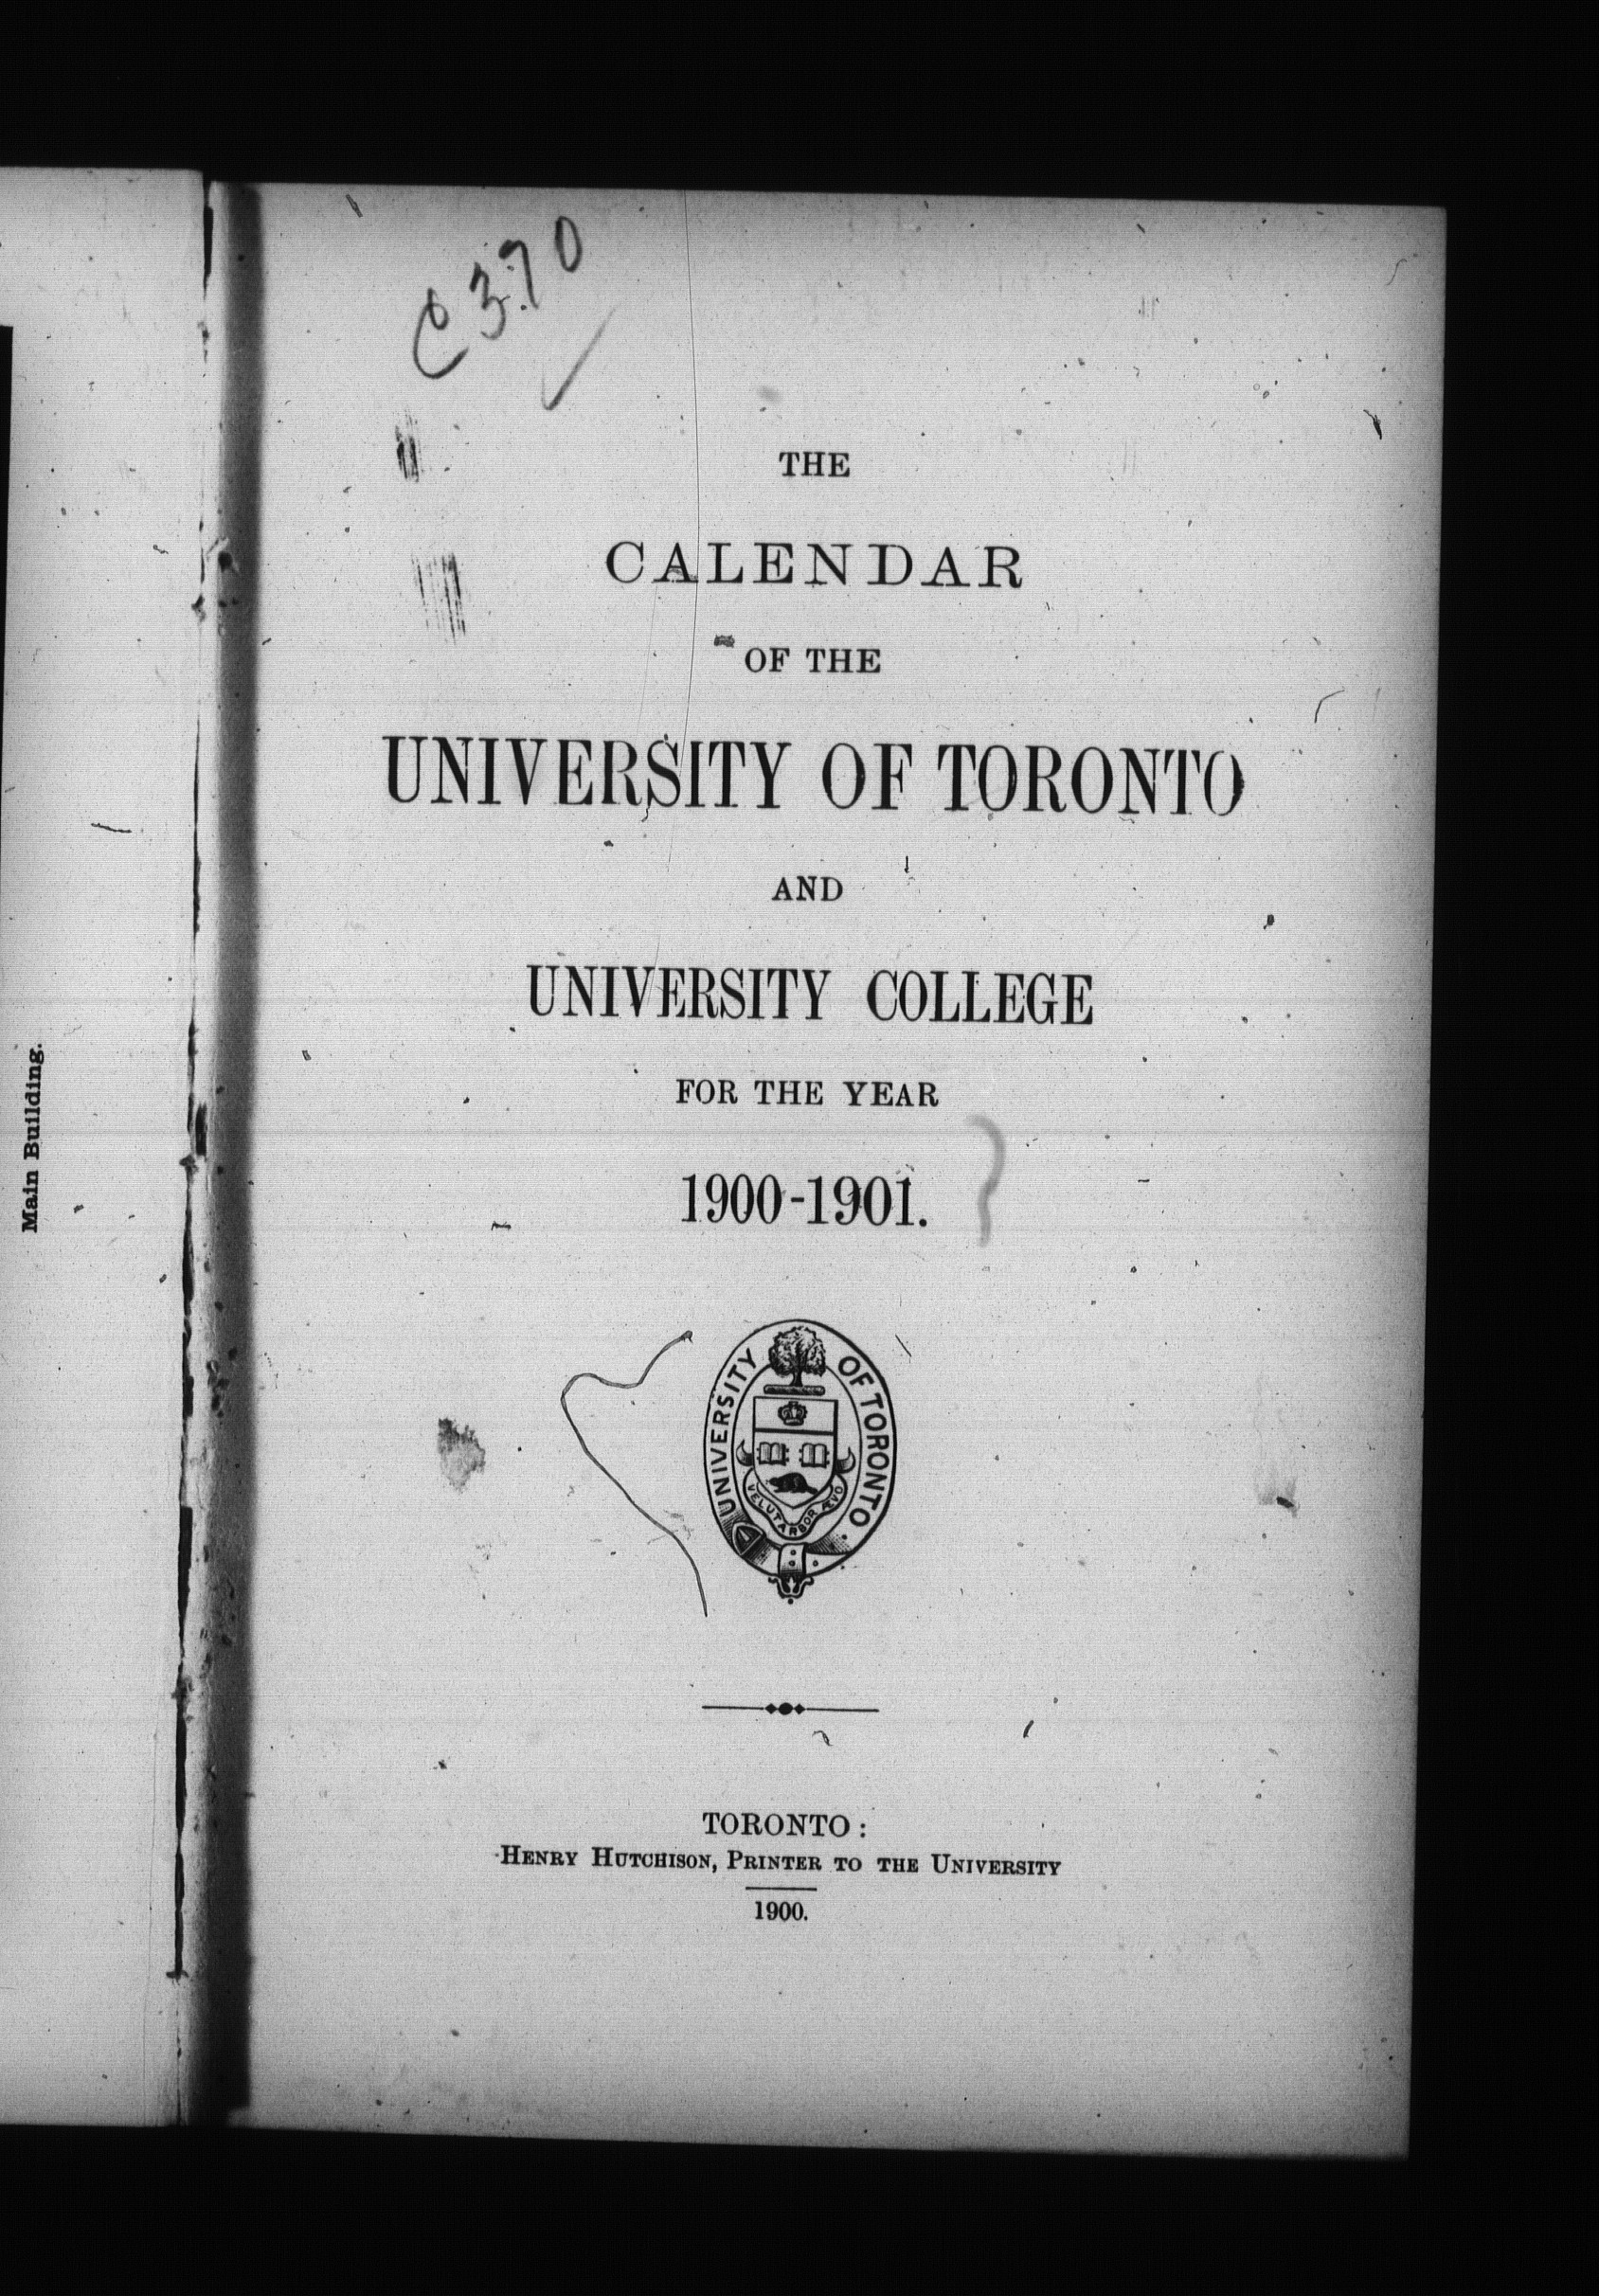 Main Building.
C 370
THE
CALENDAR
OF THE
UNIVERSITY OF TORONTO
AND
UNIVERSITY COLLEGE
FOR THE YEAR
1900-1901.
UNIVERSITY OF TORONTO
VELUT ARBOR ÆVO
TORONTO:
HENRY HUTCHISON, PRINTER TO THE UNIVERSITY
1900.